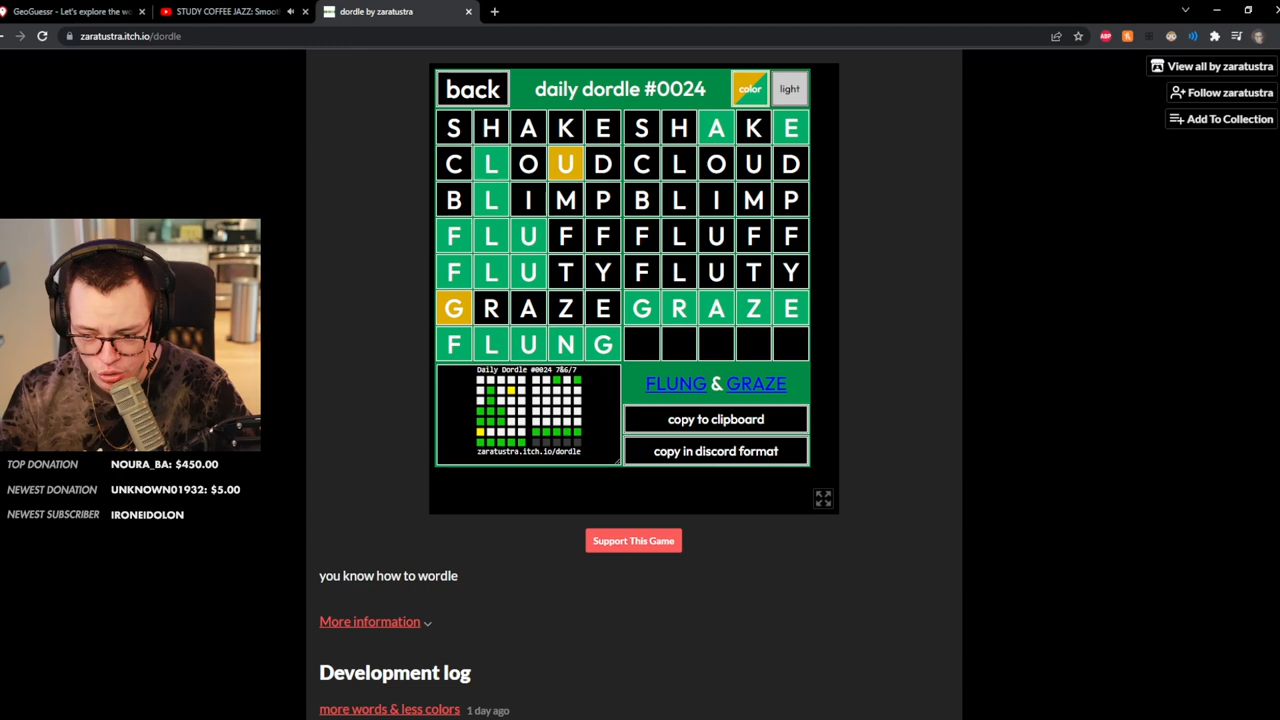 GeoGuessr - Let's explore the wo
STUDY COFFEE JAZZ: Smoot
dordle by zaratustra
zaratustra.itch.io/dordle
ABP
View all by zaratustra
Follow zaratustra
Add To Collection
back
daily dordle #0024
color
light
S H A K E S H A K E
C L O U D C L O U D
B L I M P B L I M P
F L U F F F L U F F
F L U T Y F L U T Y
G R A Z E G R A Z E
F L U N G
Daily Dordle #0024 7&6/7
zaratustra.itch.io/dordle
FLUNG & GRAZE
copy to clipboard
copy in discord format
TOP DONATION NOURA_BA: $450.00
NEWEST DONATION UNKNOWN01932: $5.00
NEWEST SUBSCRIBER IRONEIDOLON
Support This Game
you know how to wordle
More information
Development log
more words & less colors 1 day ago